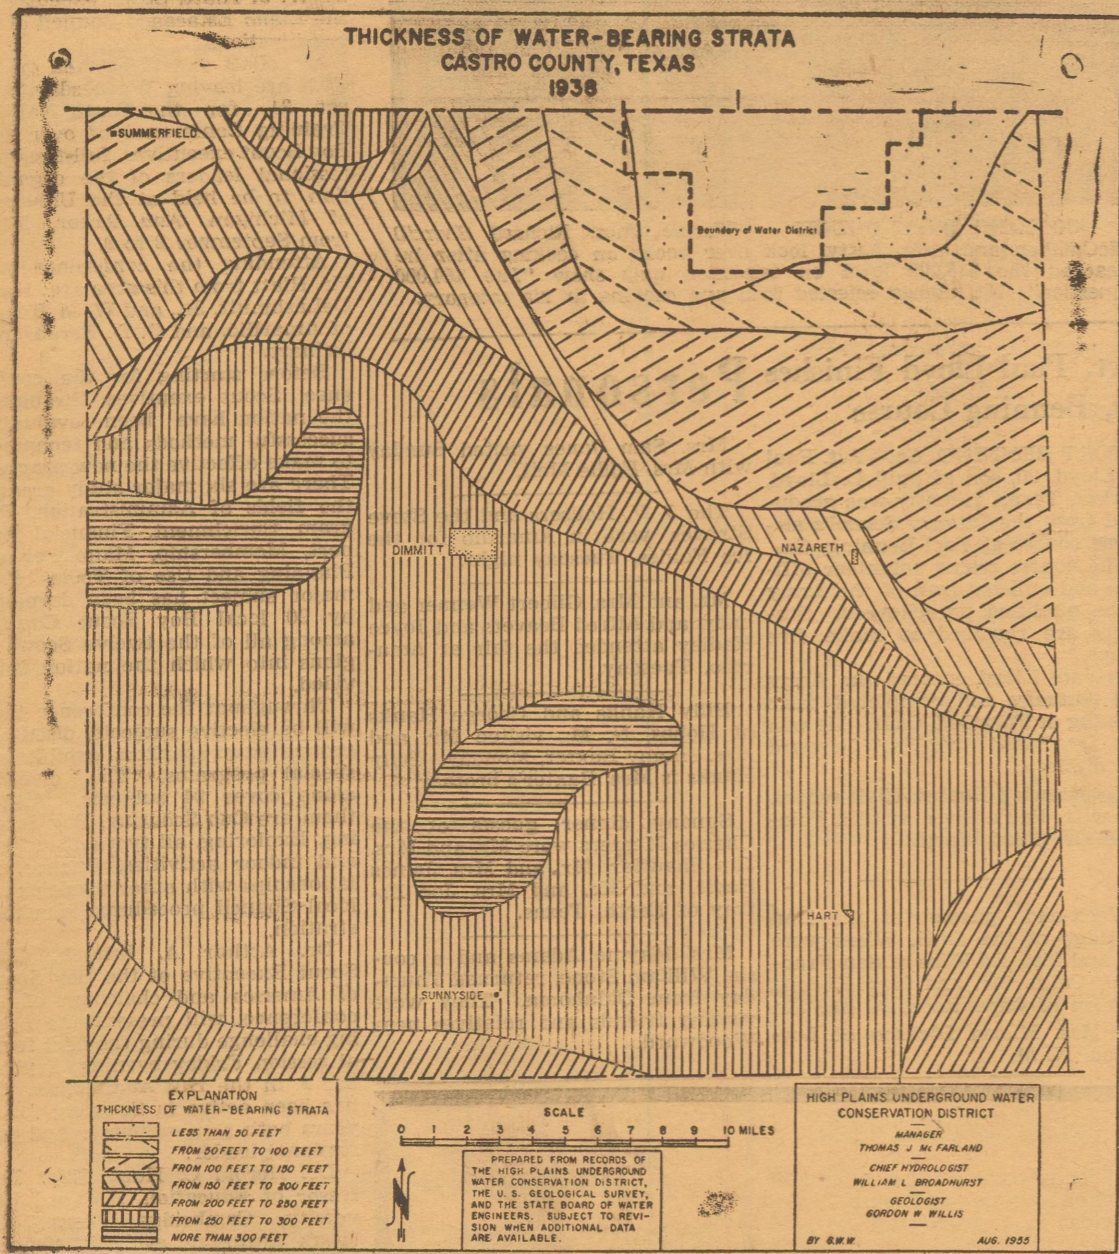 THICKNESS OF WATER-BEARING STRATA
CASTRO COUNTY, TEXAS
1938
SUMMERFIELD
Boundary of Water District
DIMMITT
NAZARETH
HART
SUNNYSIDE
EXPLANATION
THICKNESS OF WATER-BEARING STRATA
LESS THAN 50 FEET
FROM 50 FEET TO 100 FEET
FROM 100 FEET TO 150 FEET
FROM 150 FEET TO 200 FEET
FROM 200 FEET TO 250 FEET
FROM 250 FEET TO 300 FEET
MORE THAN 300 FEET
SCALE
0 1 2 3 4 5 6 7 8 9 10 MILES
N
PREPARED FROM RECORDS OF
THE HIGH PLAINS UNDERGROUND
WATER CONSERVATION DISTRICT,
THE U. S. GEOLOGICAL SURVEY,
AND THE STATE BOARD OF WATER
ENGINEERS. SUBJECT TO REVI-
SION WHEN ADDITIONAL DATA
ARE AVAILABLE.
HIGH PLAINS UNDERGROUND WATER
CONSERVATION DISTRICT
MANAGER
THOMAS J. McFARLAND
CHIEF HYDROLOGIST
WILLIAM L BROADHURST
GEOLOGIST
GORDON W WILLIS
BY G.W.W. AUG. 1955